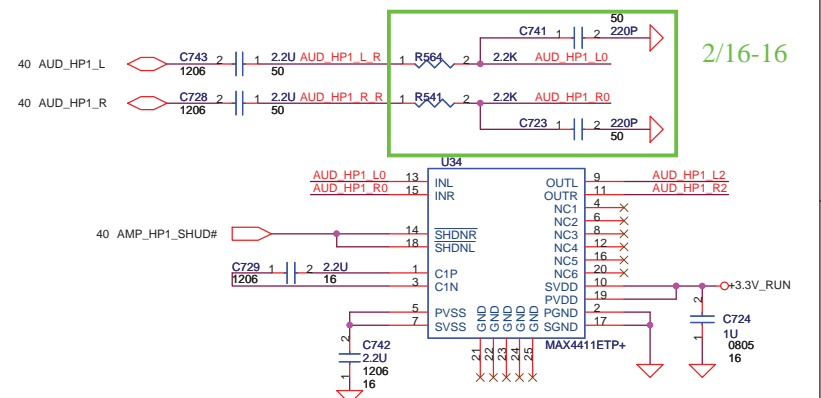 50
C741 1 2 220P
2/16-16
40 AUD_HP1_L C743 2 1 2.2U AUD_HP1_L_R 1 R564 2 2.2K AUD_HP1_L0
1206 50
40 AUD_HP1_R C728 2 1 2.2U AUD_HP1_R_R 1 R541 2 2.2K AUD_HP1_R0
1206 50
C723 1 2 220P
50
U34
AUD_HP1_L0 13 INL OUTL 9 AUD_HP1_L2
AUD_HP1_R0 15 INR OUTR 11 AUD_HP1_R2
NC1 4
NC2 6
40 AMP_HP1_SHUD# 14 SHDNR NC3 8
18 SHDNL NC4 12
NC5 16
C729 1 2 2.2U 1 C1P NC6 20
1206 16 3 C1N SVDD 10 +3.3V_RUN
PVDD 19
5 PVSS PGND 2
7 SVSS SGND 17
GND GND GND GND GND
21 22 23 24 25
MAX4411ETP+
2 C742
2.2U
1 1206
16
2 C724
1U
1 0805
16